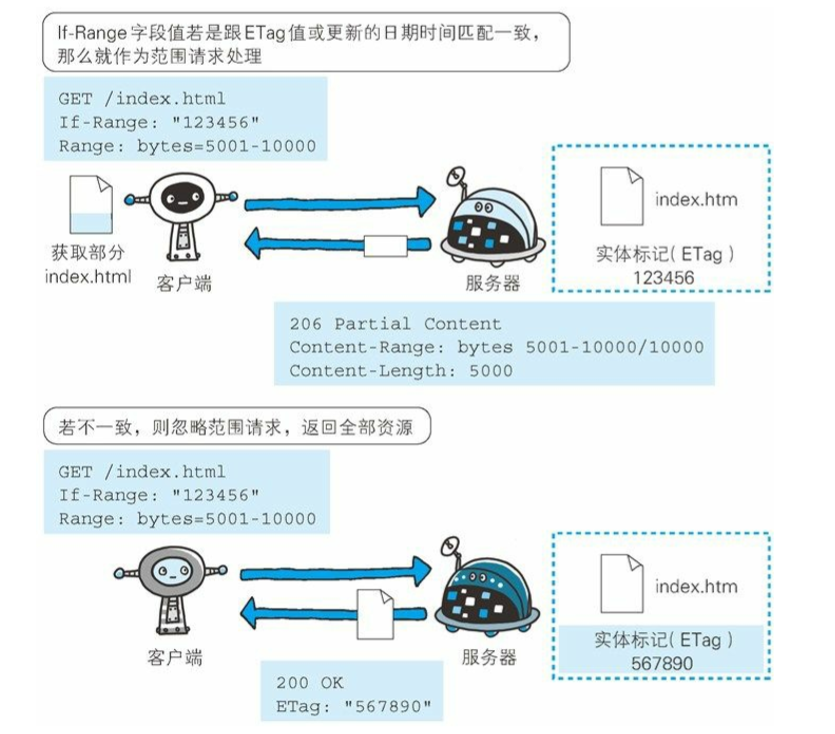 If-Range字段值若是跟ETag值或更新的日期时间匹配一致，
那么就作为范围请求处理
GET /index.html
If-Range: "123456"
Range: bytes=5001-10000
获取部分
index.html
客户端
服务器
index.htm
实体标记( ETag )
123456
206 Partial Content
Content-Range: bytes 5001-10000/10000
Content-Length: 5000
若不一致，则忽略范围请求，返回全部资源
GET /index.html
If-Range: "123456"
Range: bytes=5001-10000
客户端
服务器
index.htm
实体标记( ETag )
567890
200 OK
ETag: "567890"